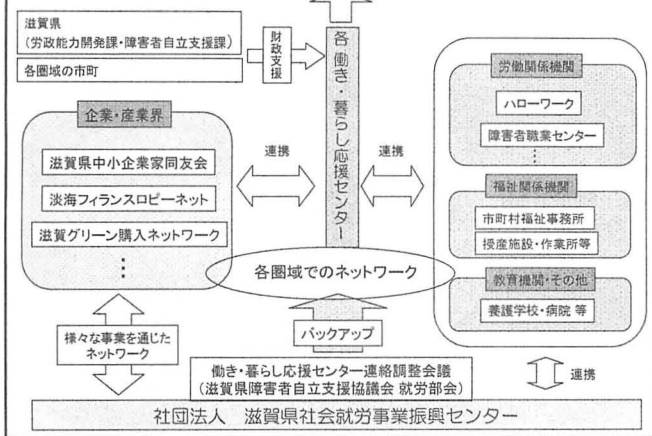 滋賀県
(労政能力開発課・障害者自立支援課)
各圏域の市町
財政支援
各 働き・暮らし応援センター
企業・産業界
滋賀県中小企業家同友会
淡海フィランスロピーネット
滋賀グリーン購入ネットワーク
⋮
連携
連携
労働関係機関
ハローワーク
障害者職業センター
⋮
福祉関係機関
市町村福祉事務所
授産施設・作業所等
教育機関・その他
養護学校・病院 等
各圏域でのネットワーク
様々な事業を通じた
ネットワーク
バックアップ
働き・暮らし応援センター連絡調整会議
(滋賀県障害者自立支援協議会 就労部会)
連携
社団法人 滋賀県社会就労事業振興センター